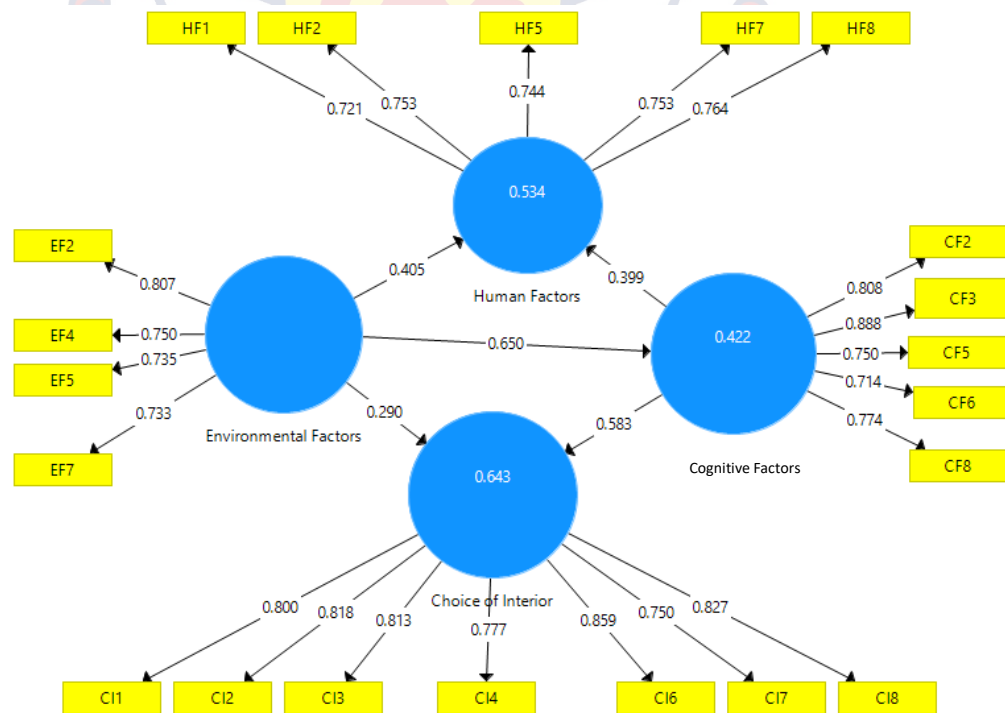 HF1 HF2 HF5 HF7 HF8
0.721 0.753 0.744 0.753 0.764
0.534
Human Factors
EF2
EF4
EF5
EF7
0.807
0.750
0.735
0.733
Environmental Factors
0.405
0.399
0.650
0.290
0.583
0.422
Cognitive Factors
CF2
CF3
CF5
CF6
CF8
0.808
0.888
0.750
0.714
0.774
0.643
Choice of Interior
0.800 0.818 0.813 0.777 0.859 0.750 0.827
CI1 CI2 CI3 CI4 CI6 CI7 CI8